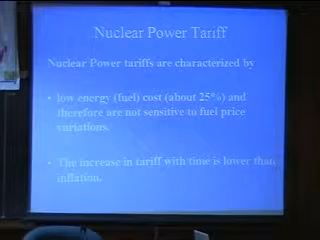 Nuclear Power Tariff
Nuclear Power tariffs are characterized by
• low energy (fuel) cost (about 25%) and
therefore are not sensitive to fuel price
variations.
• The increase in tariff with time is lower than
inflation.